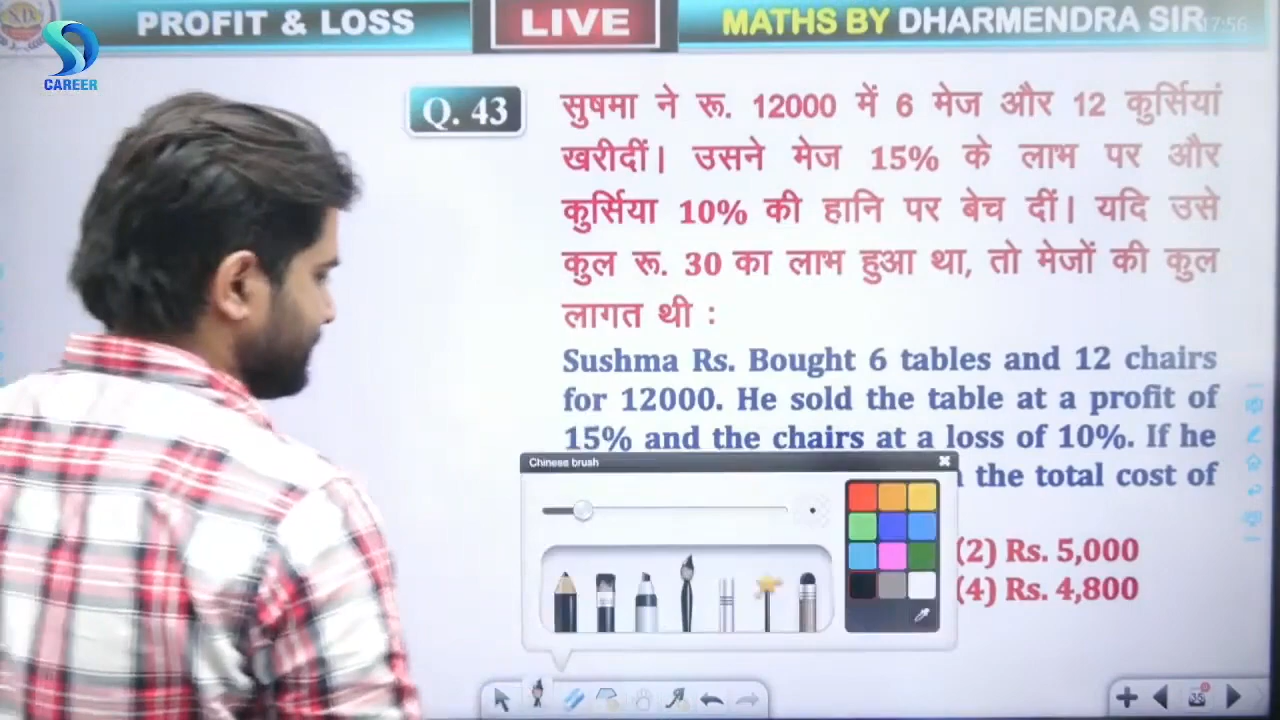 PROFIT & LOSS
LIVE
MATHS BY DHARMENDRA SIR
17:56
CAREER
Q. 43
सुषमा ने रू. 12000 में 6 मेज और 12 कुर्सियां
खरीदीं। उसने मेज 15% के लाभ पर और
कुर्सिया 10% की हानि पर बेच दीं। यदि उसे
कुल रू. 30 का लाभ हुआ था, तो मेजों की कुल
लागत थी :
Sushma Rs. Bought 6 tables and 12 chairs
for 12000. He sold the table at a profit of
15% and the chairs at a loss of 10%. If he
the total cost of
Chinese brush
(2) Rs. 5,000
(4) Rs. 4,800